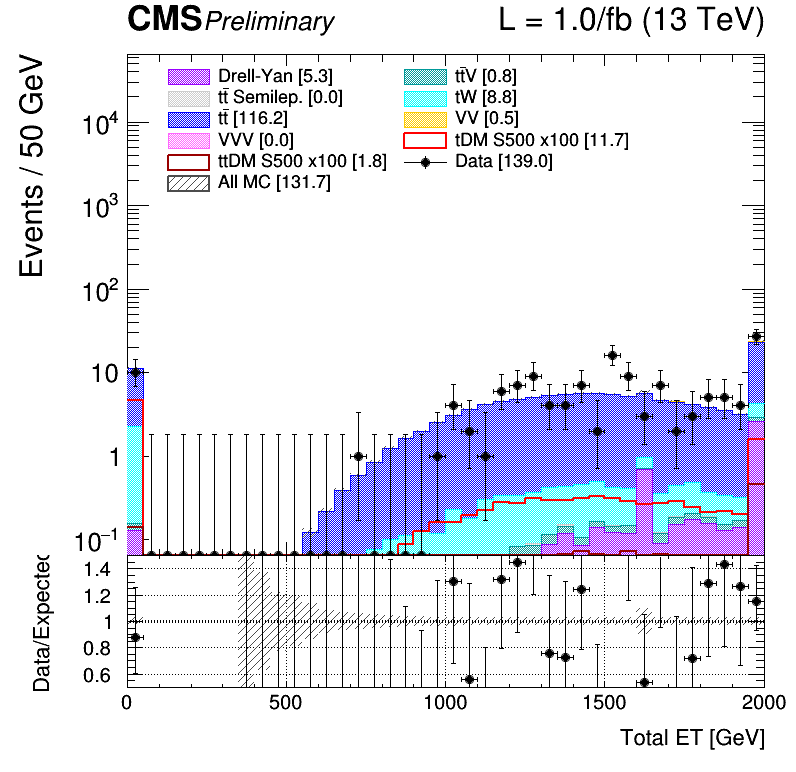 CMS Preliminary L = 1.0/fb (13 TeV)
Events / 50 GeV
Drell-Yan [5.3]
tt̄ Semilep. [0.0]
tt̄ [116.2]
VVV [0.0]
ttDM S500 x100 [1.8]
All MC [131.7]
tt̄V [0.8]
tW [8.8]
VV [0.5]
tDM S500 x100 [11.7]
Data [139.0]
10⁴
10³
10²
10
1
10⁻¹
Data/Expected
1.4
1.2
1
0.8
0.6
0 500 1000 1500 2000
Total ET [GeV]